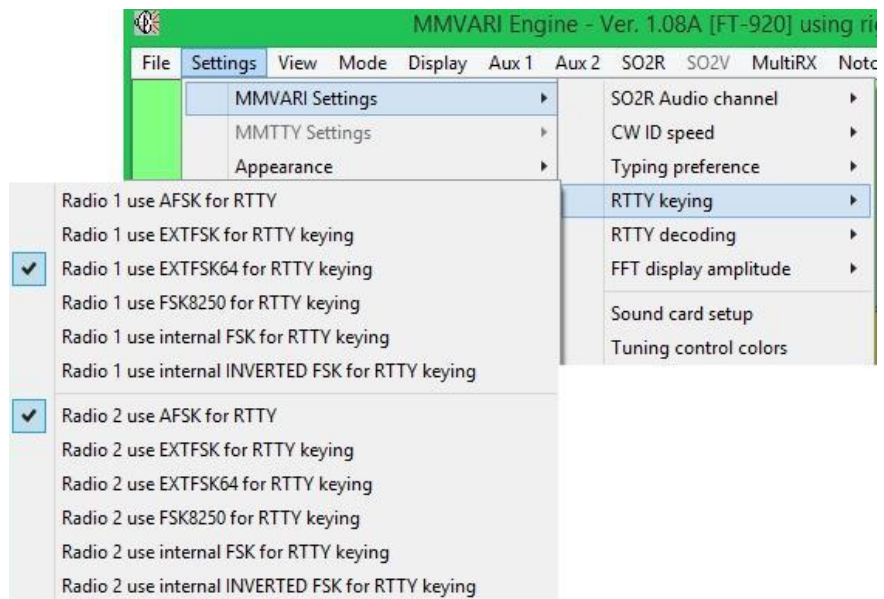 MMVARI Engine - Ver. 1.08A [FT-920] using
File Settings View Mode Display Aux 1 Aux 2 SO2R SO2V MultiRX
MMVARI Settings
MMTTY Settings
Appearance
SO2R Audio channel
CW ID speed
Typing preference
RTTY keying
RTTY decoding
FFT display amplitude
Sound card setup
Tuning control colors
Radio 1 use AFSK for RTTY
Radio 1 use EXTFSK for RTTY keying
Radio 1 use EXTFSK64 for RTTY keying
Radio 1 use FSK8250 for RTTY keying
Radio 1 use internal FSK for RTTY keying
Radio 1 use internal INVERTED FSK for RTTY keying
Radio 2 use AFSK for RTTY
Radio 2 use EXTFSK for RTTY keying
Radio 2 use EXTFSK64 for RTTY keying
Radio 2 use FSK8250 for RTTY keying
Radio 2 use internal FSK for RTTY keying
Radio 2 use internal INVERTED FSK for RTTY keying